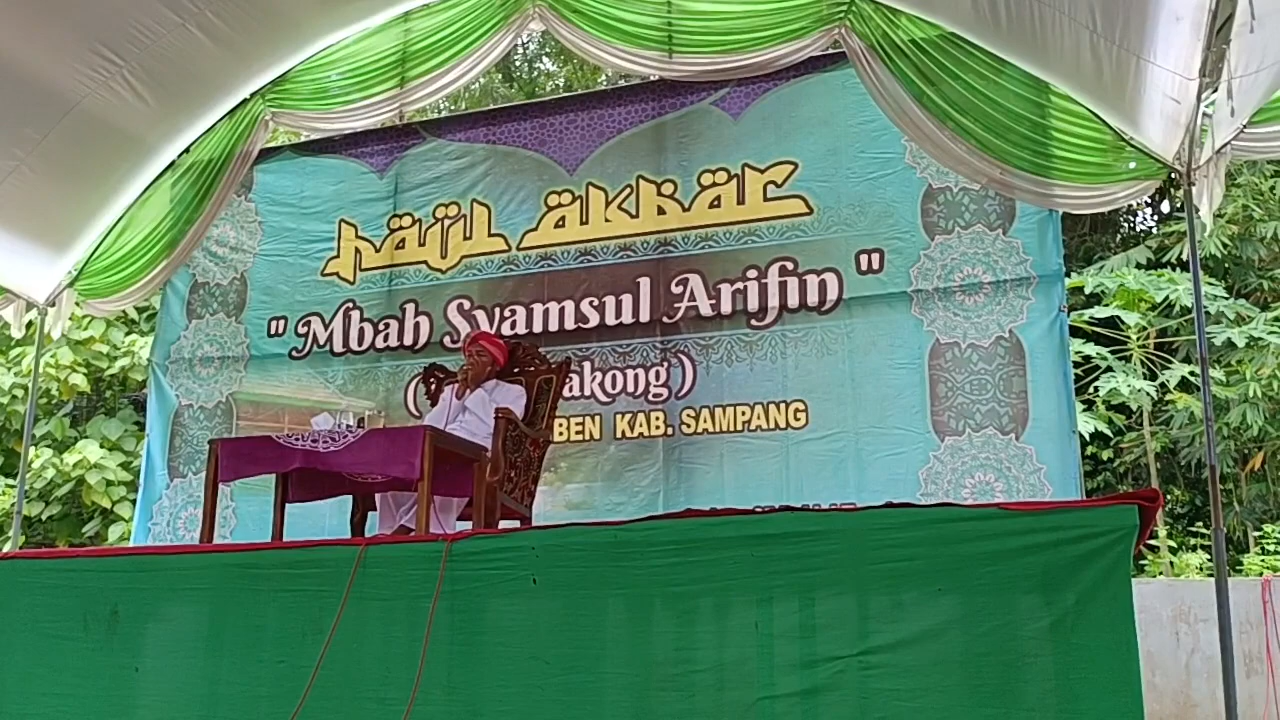 haul akbar
" Mbah Syamsul Arifin "
( akong )
BEN KAB. SAMPANG